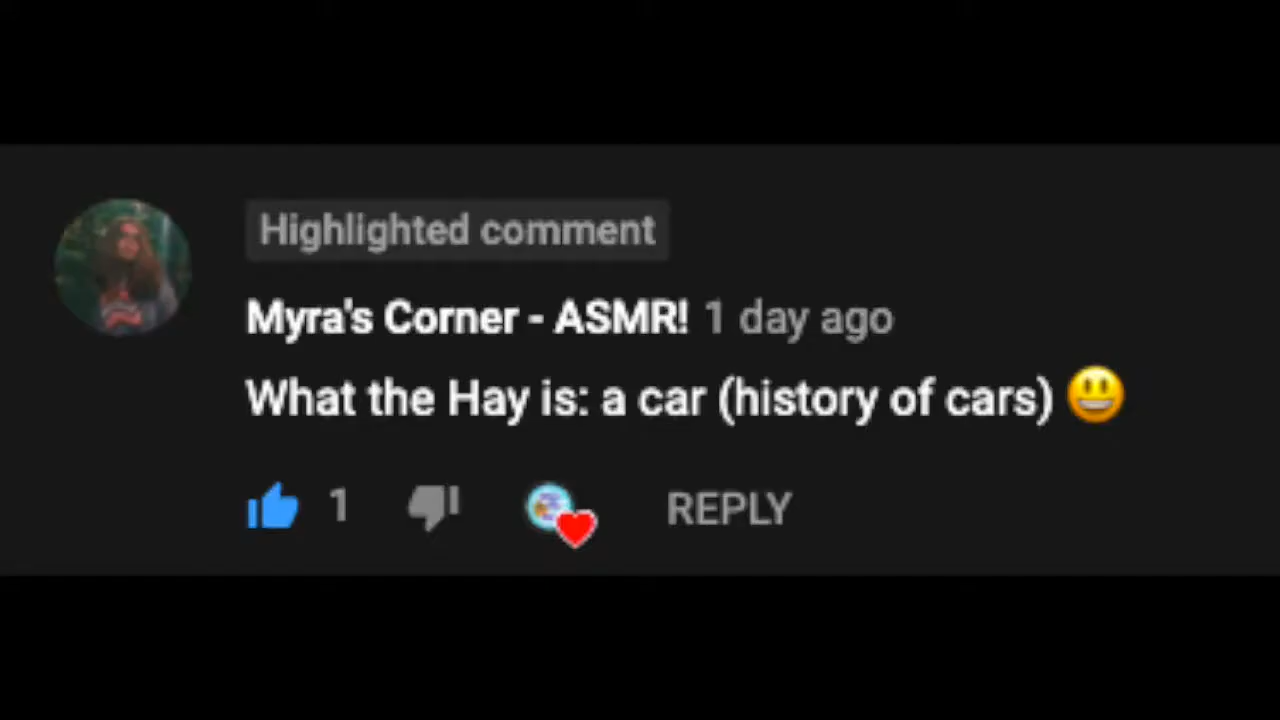 Highlighted comment
Myra's Corner - ASMR! 1 day ago
What the Hay is: a car (history of cars) 😃
1 REPLY